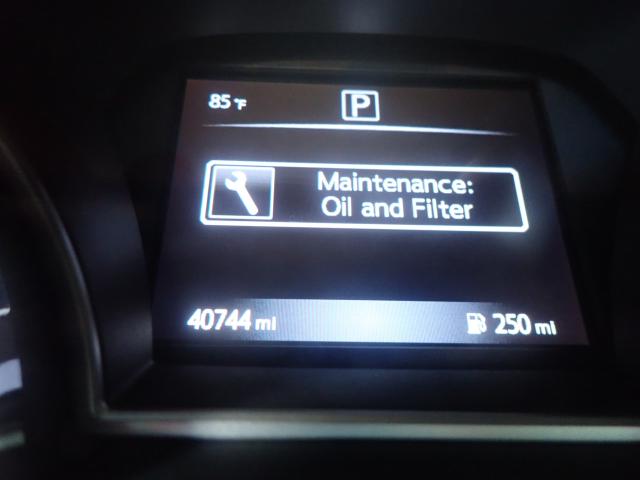 85 °F P
Maintenance:
Oil and Filter
40744 mi 250 mi